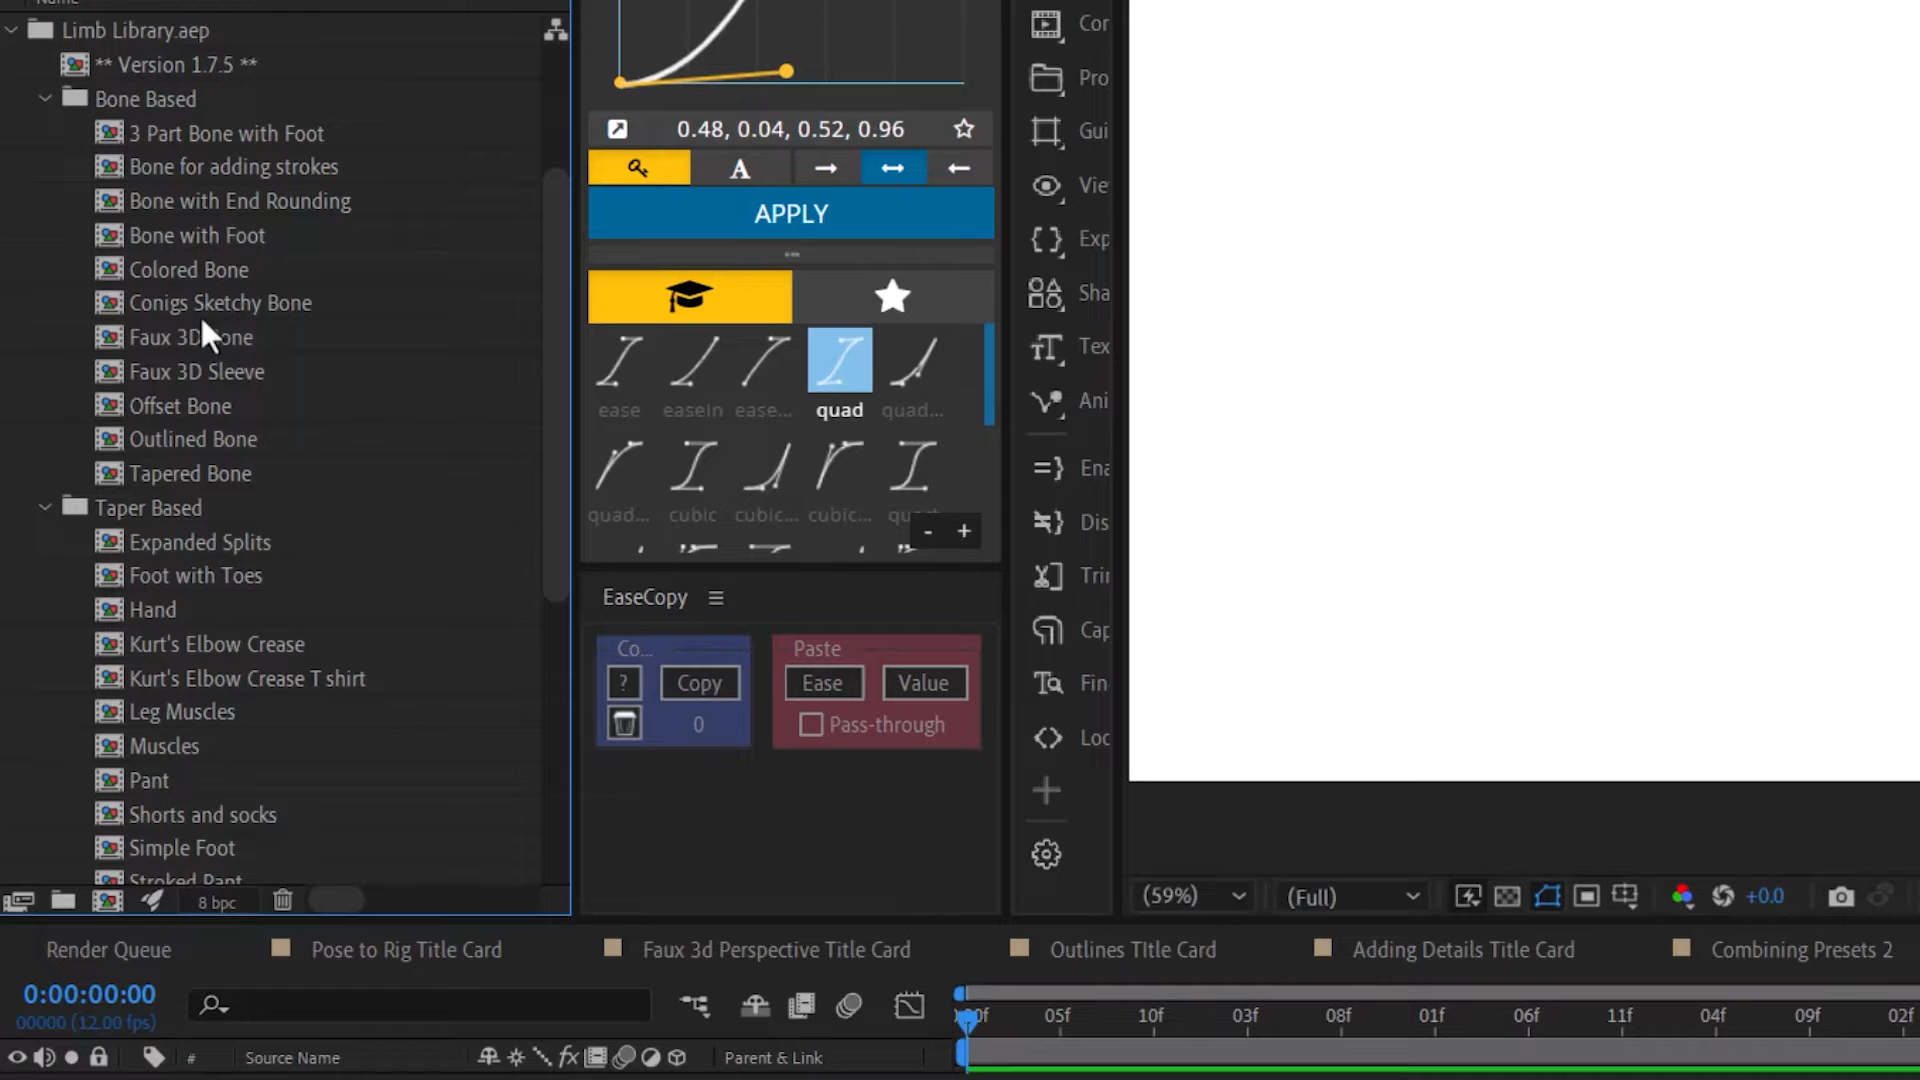 Limb Library.aep
** Version 1.7.5 **
Bone Based
3 Part Bone with Foot
Bone for adding strokes
Bone with End Rounding
Bone with Foot
Colored Bone
Conigs Sketchy Bone
Faux 3D
Faux 3D Sleeve
Offset Bone
Outlined Bone
Tapered Bone
Taper Based
Expanded Splits
Foot with Toes
Hand
Kurt's Elbow Crease
Kurt's Elbow Crease T shirt
Leg Muscles
Muscles
Pant
Shorts and socks
Simple Foot
Stroked Pant
8 bpc
0.48, 0.04, 0.52, 0.96
A
APPLY
ease
easeIn
ease...
quad
quad...
quad...
cubic
cubic...
cubic...
- +
EaseCopy
Co...
?
Copy
0
Paste
Ease
Value
Pass-through
Cor
Pro
Gui
Vie
Exp
Sha
Tex
Ani
Ena
Dis
Trin
Cap
Fin
Loc
(59%)
(Full)
+0.0
Render Queue
Pose to Rig Title Card
Faux 3d Perspective Title Card
Outlines TItle Card
Adding Details Title Card
Combining Presets 2
0:00:00:00
00000 (12.00 fps)
05f
10f
03f
08f
01f
06f
11f
04f
09f
02f
#
Source Name
fx
Parent & Link